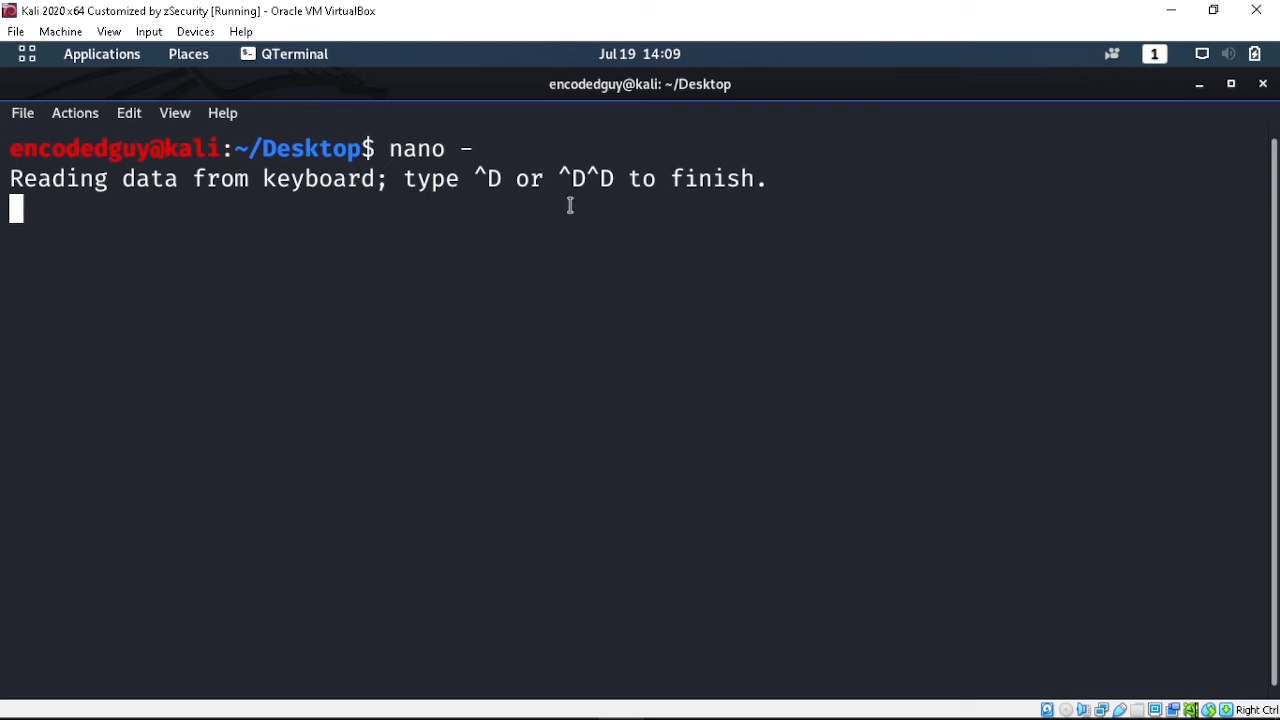 Kali 2020 x64 Customized by zSecurity [Running] - Oracle VM VirtualBox
File Machine View Input Devices Help
Applications Places QTerminal Jul 19 14:09 1
encodedguy@kali: ~/Desktop
File Actions Edit View Help
encodedguy@kali:~/Desktop$ nano -
Reading data from keyboard; type ^D or ^D^D to finish.
Right Ctrl